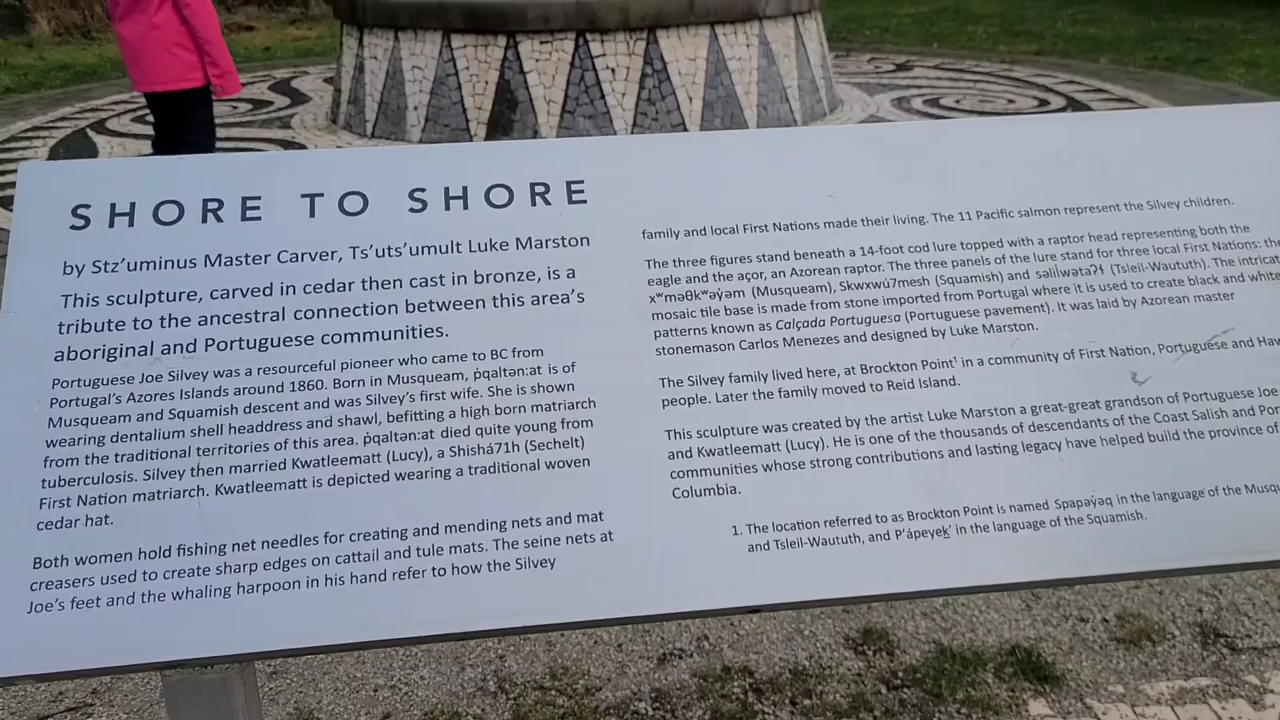 SHORE TO SHORE
by Stz’uminus Master Carver, Ts’uts’umult Luke Marston
This sculpture, carved in cedar then cast in bronze, is a
tribute to the ancestral connection between this area’s
aboriginal and Portuguese communities.
Portuguese Joe Silvey was a resourceful pioneer who came to BC from
Portugal’s Azores Islands around 1860. Born in Musqueam, p̓qaltən:at is of
Musqueam and Squamish descent and was Silvey’s first wife. She is shown
wearing dentalium shell headdress and shawl, befitting a high born matriarch
from the traditional territories of this area. p̓qaltən:at died quite young from
tuberculosis. Silvey then married Kwatleematt (Lucy), a Shishá71h (Sechelt)
First Nation matriarch. Kwatleematt is depicted wearing a traditional woven
cedar hat.
Both women hold fishing net needles for creating and mending nets and mat
creasers used to create sharp edges on cattail and tule mats. The seine nets at
Joe’s feet and the whaling harpoon in his hand refer to how the Silvey
family and local First Nations made their living. The 11 Pacific salmon represent the Silvey children.
The three figures stand beneath a 14-foot cod lure topped with a raptor head representing both the
eagle and the açor, an Azorean raptor. The three panels of the lure stand for three local First Nations: the
xʷməθkʷəy̓əm (Musqueam), Skwxwú7mesh (Squamish) and səlilwətaʔɬ (Tsleil-Waututh). The intricat
mosaic tile base is made from stone imported from Portugal where it is used to create black and white
patterns known as Calçada Portuguesa (Portuguese pavement). It was laid by Azorean master
stonemason Carlos Menezes and designed by Luke Marston.
The Silvey family lived here, at Brockton Point¹ in a community of First Nation, Portuguese and Haw
people. Later the family moved to Reid Island.
This sculpture was created by the artist Luke Marston a great-great grandson of Portuguese Joe
and Kwatleematt (Lucy). He is one of the thousands of descendants of the Coast Salish and Por
communities whose strong contributions and lasting legacy have helped build the province of
Columbia.
1. The location referred to as Brockton Point is named Spapəy̓əq in the language of the Musqu
and Tsleil-Waututh, and P’ápeyeḵ’ in the language of the Squamish.